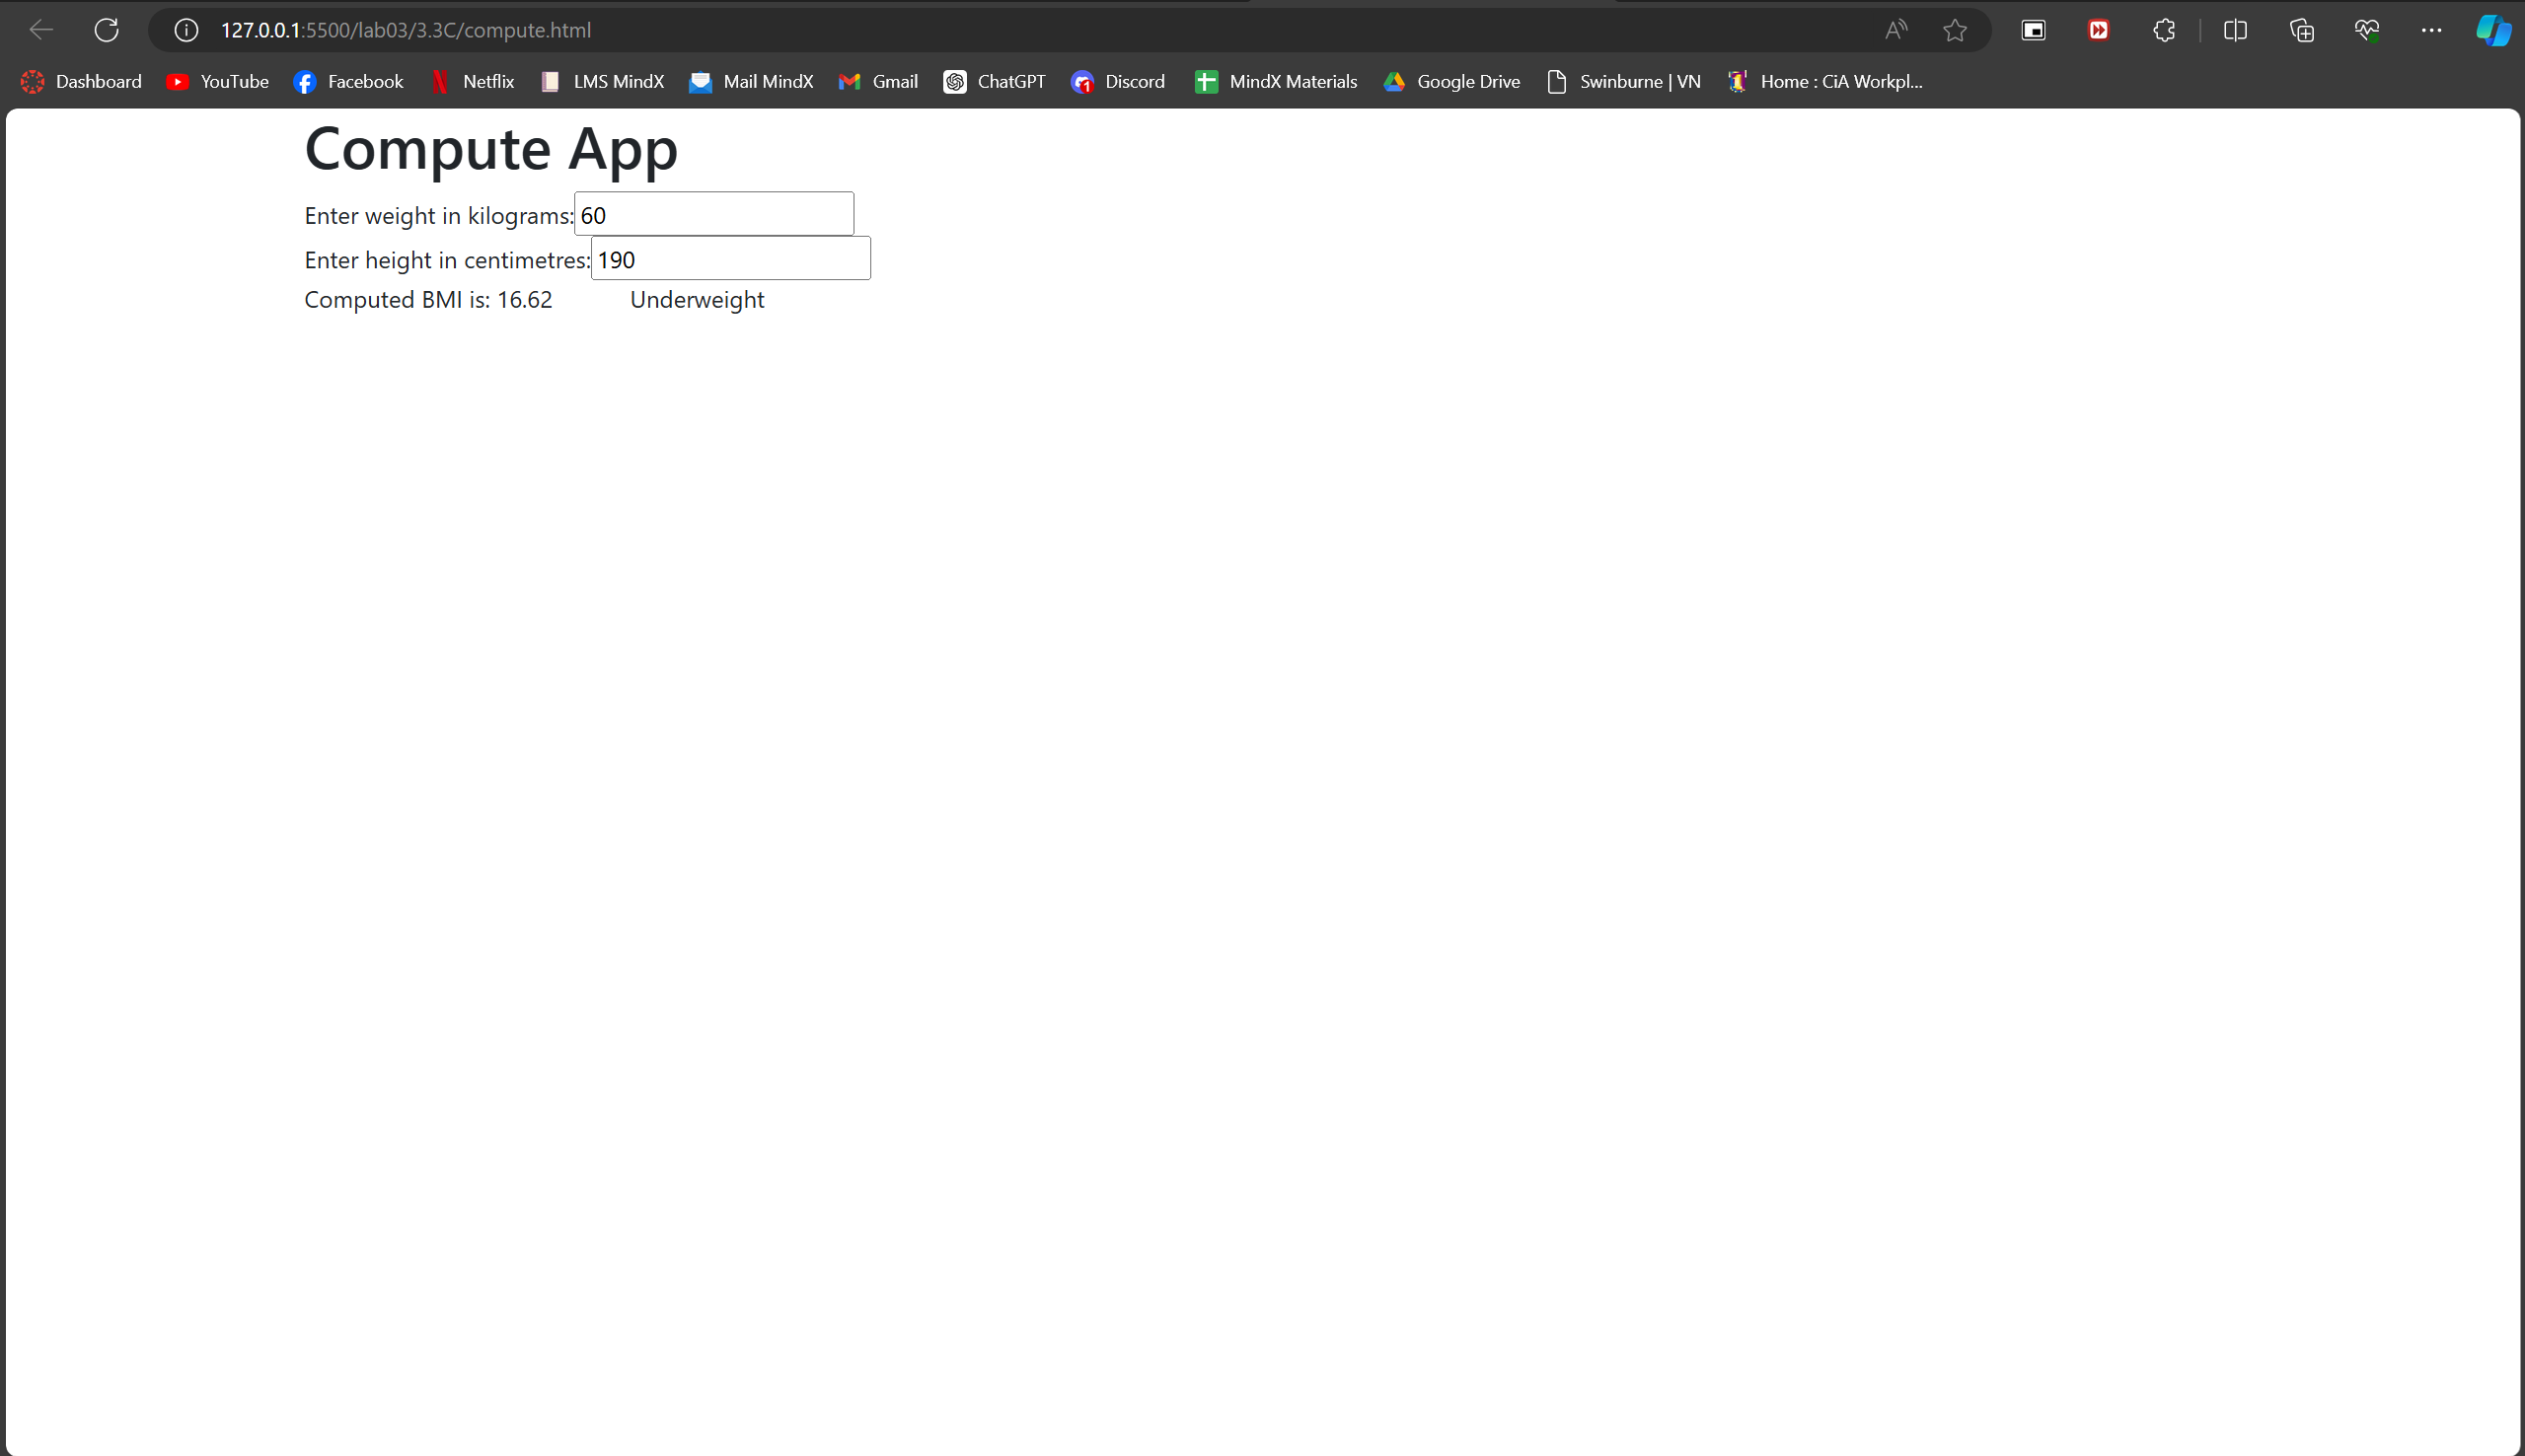 127.0.0.1:5500/lab03/3.3C/compute.html
Dashboard YouTube Facebook Netflix LMS MindX Mail MindX Gmail ChatGPT Discord MindX Materials Google Drive Swinburne | VN Home : CiA Workpl...
Compute App
Enter weight in kilograms: 60
Enter height in centimetres: 190
Computed BMI is: 16.62 Underweight